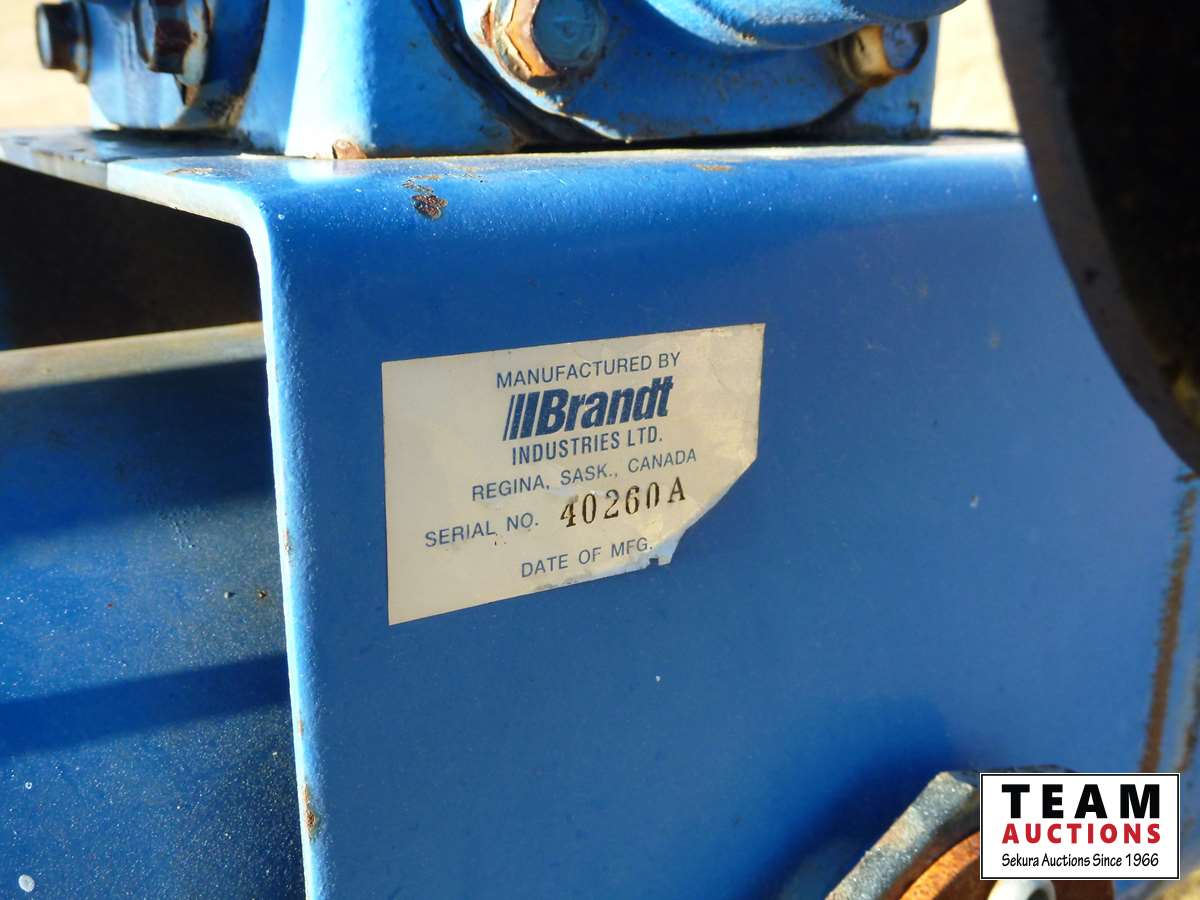 MANUFACTURED BY
Brandt
INDUSTRIES LTD.
REGINA, SASK., CANADA
SERIAL NO. 40260A
DATE OF MFG.
TEAM
AUCTIONS
Sekura Auctions Since 1966